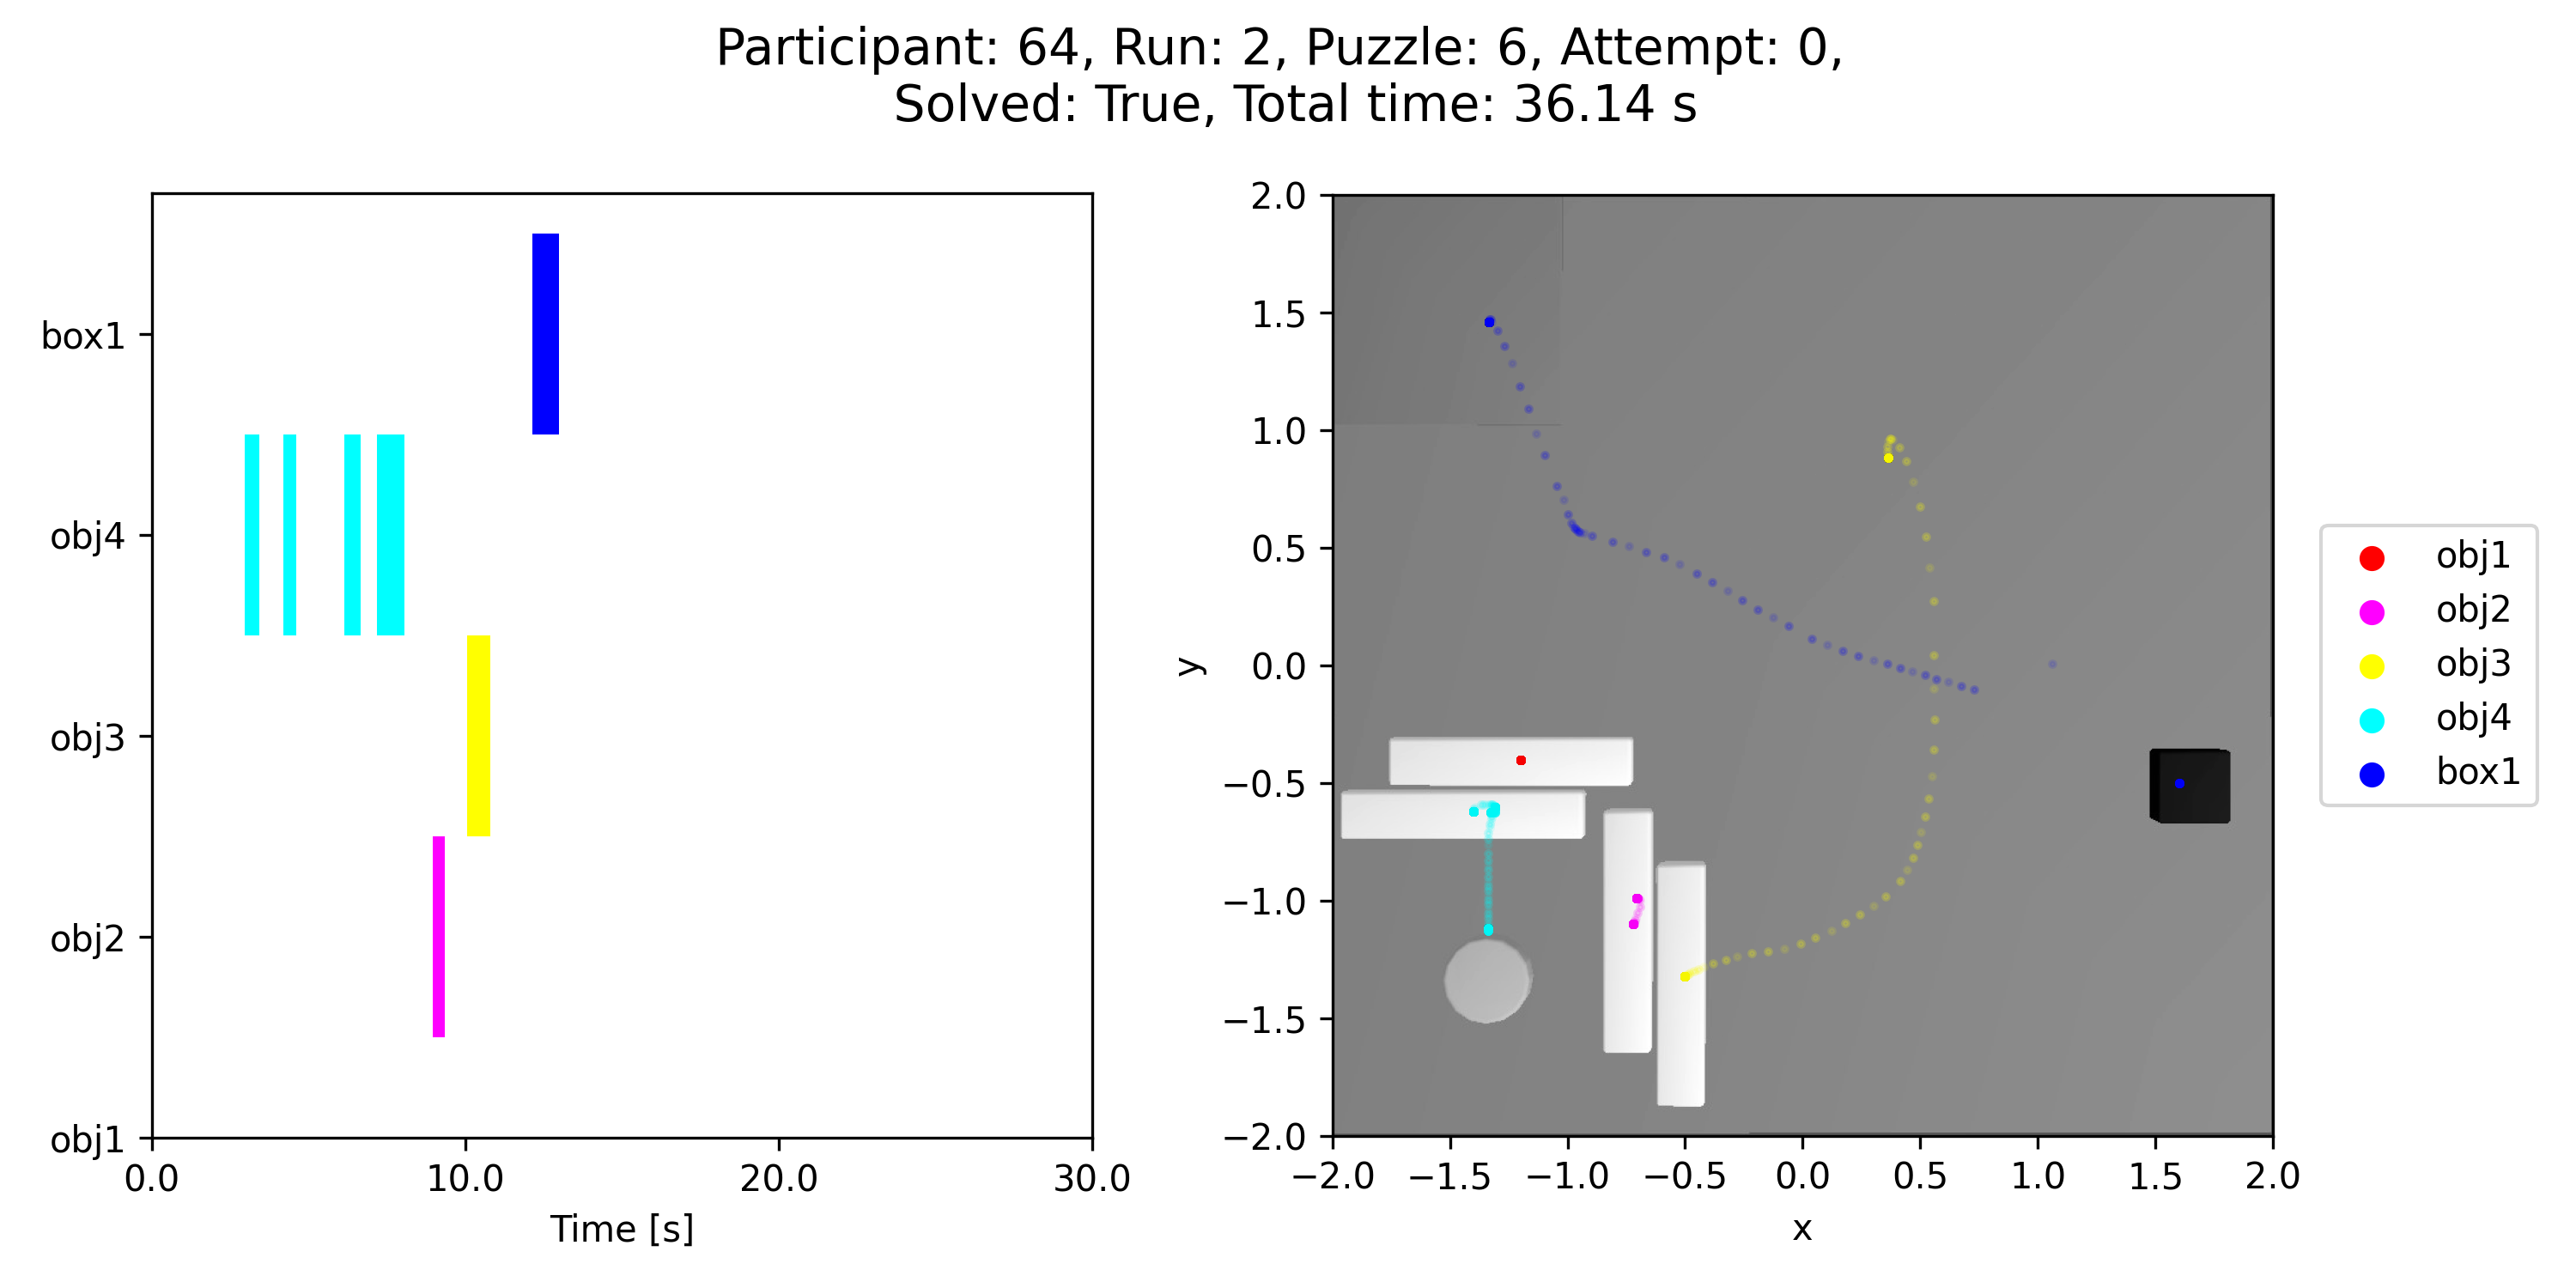 Participant: 64, Run: 2, Puzzle: 6, Attempt: 0,
Solved: True, Total time: 36.14 s
box1
obj4
obj3
obj2
obj1
0.0
10.0
20.0
30.0
Time [s]
2.0
1.5
1.0
0.5
0.0
−0.5
−1.0
−1.5
−2.0
y
−2.0
−1.5
−1.0
−0.5
0.0
0.5
1.0
1.5
2.0
x
obj1
obj2
obj3
obj4
box1